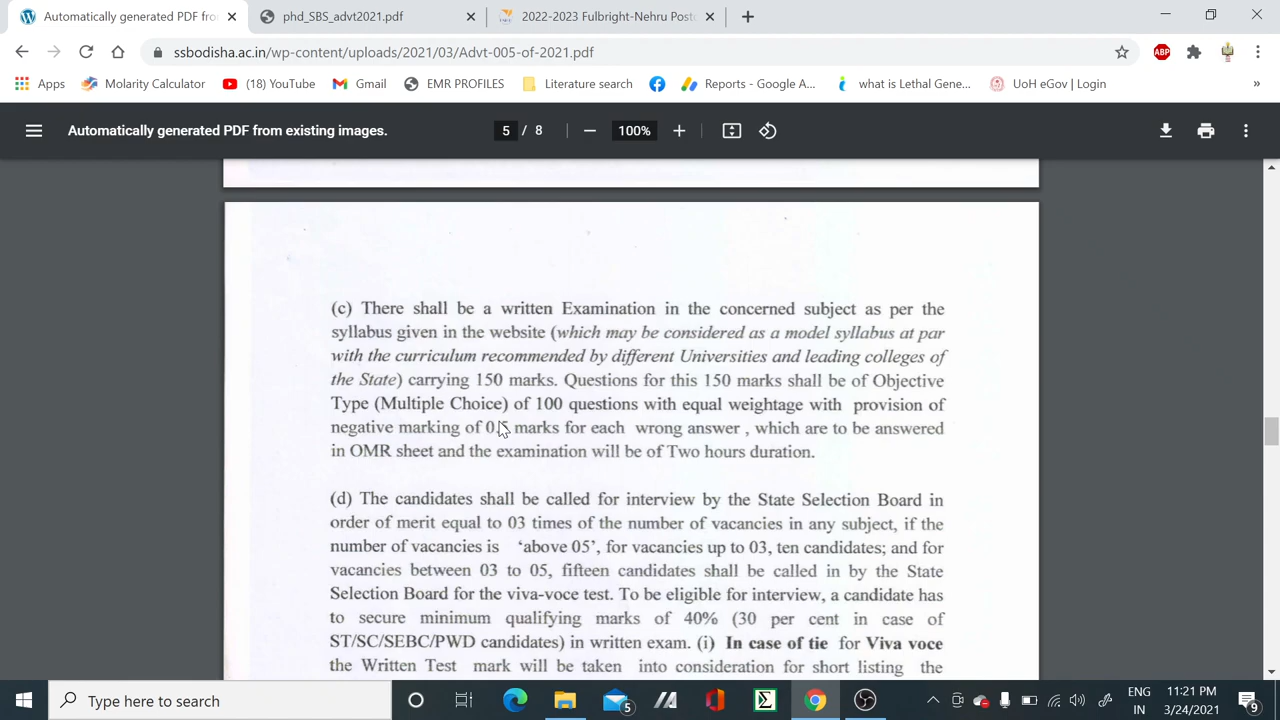 Automatically generated PDF fro
phd_SBS_advt2021.pdf
2022-2023 Fulbright-Nehru Post
ssbodisha.ac.in/wp-content/uploads/2021/03/Advt-005-of-2021.pdf
ABP
Apps
Molarity Calculator
(18) YouTube
Gmail
EMR PROFILES
Literature search
Reports - Google A...
what is Lethal Gene...
UoH eGov | Login
»
Automatically generated PDF from existing images.
5 / 8
100%
(c) There shall be a written Examination in the concerned subject as per the
syllabus given in the website (which may be considered as a model syllabus at par
with the curriculum recommended by different Universities and leading colleges of
the State) carrying 150 marks. Questions for this 150 marks shall be of Objective
Type (Multiple Choice) of 100 questions with equal weightage with provision of
negative marking of marks for each wrong answer , which are to be answered
in OMR sheet and the examination will be of Two hours duration.
(d) The candidates shall be called for interview by the State Selection Board in
order of merit equal to 03 times of the number of vacancies in any subject, if the
number of vacancies is ‘above 05’, for vacancies up to 03, ten candidates; and for
vacancies between 03 to 05, fifteen candidates shall be called in by the State
Selection Board for the viva-voce test. To be eligible for interview, a candidate has
to secure minimum qualifying marks of 40% (30 per cent in case of
ST/SC/SEBC/PWD candidates) in written exam. (i) In case of tie for Viva voce
the Written Test mark will be taken into consideration for short listing the
Type here to search
5
ENG
IN
11:21 PM
3/24/2021
9